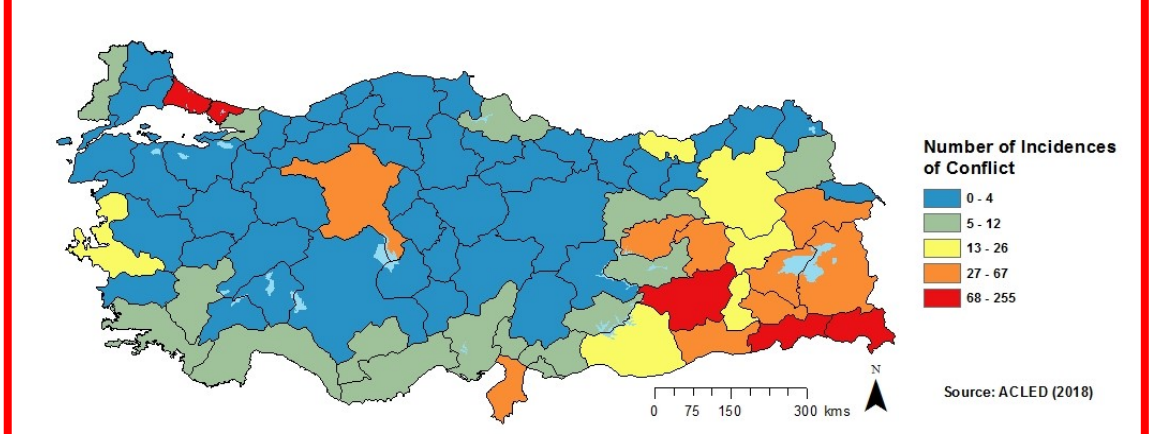 Number of Incidences
of Conflict
0 - 4
5 - 12
13 - 26
27 - 67
68 - 255
N
0 75 150 300 kms
Source: ACLED (2018)